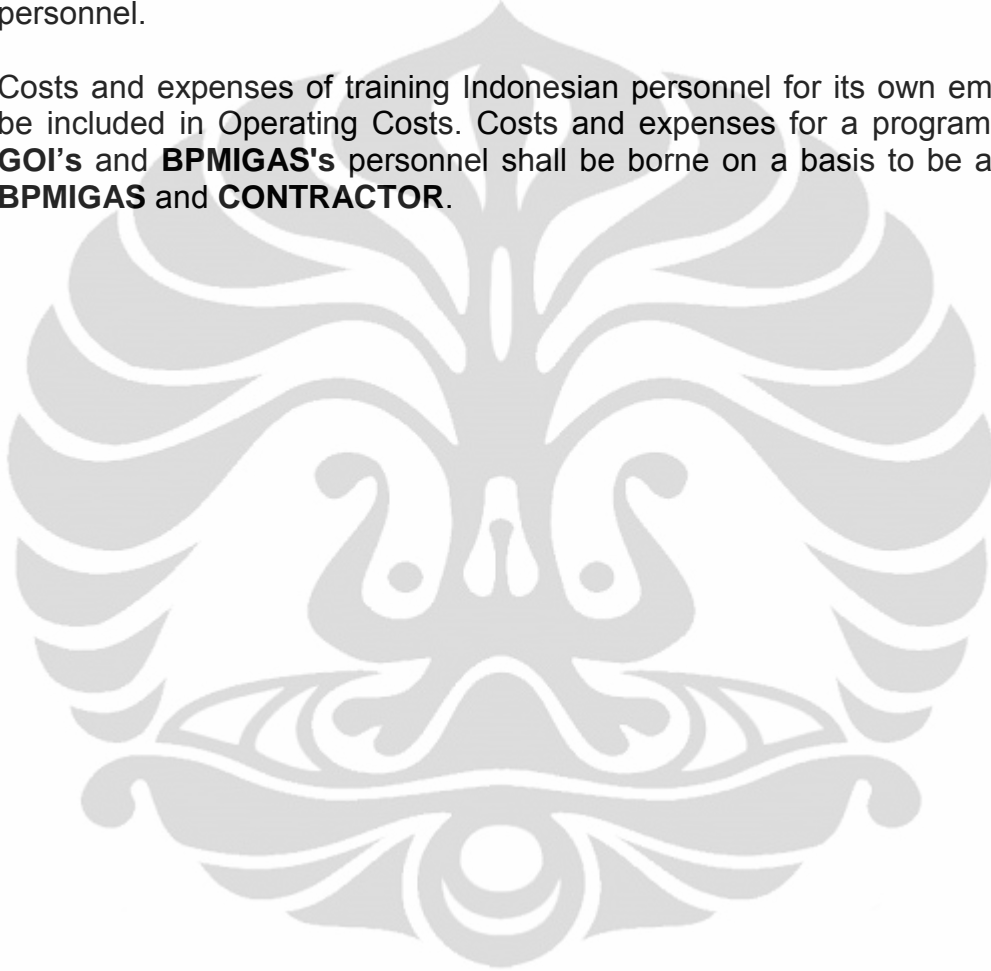 personnel.
Costs and expenses of training Indonesian personnel for its own em
be included in Operating Costs. Costs and expenses for a program
GOI’s and BPMIGAS's personnel shall be borne on a basis to be a
BPMIGAS and CONTRACTOR.